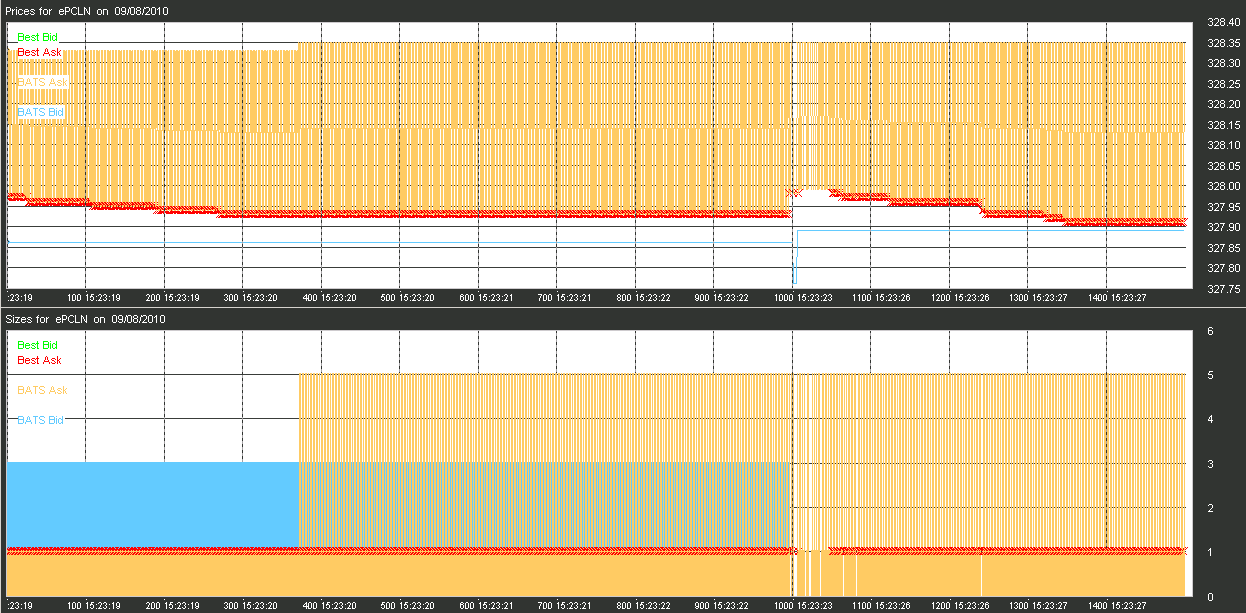 Prices for ePCLN on 09/08/2010
Best Bid
Best Ask
BATS Ask
BATS Bid
328.40
328.35
328.30
328.25
328.20
328.15
328.10
328.05
328.00
327.95
327.90
327.85
327.80
327.75
:23:19 100 15:23:19 200 15:23:19 300 15:23:20 400 15:23:20 500 15:23:20 600 15:23:21 700 15:23:21 800 15:23:22 900 15:23:22 1000 15:23:23 1100 15:23:26 1200 15:23:26 1300 15:23:27 1400 15:23:27
Sizes for ePCLN on 09/08/2010
Best Bid
Best Ask
BATS Ask
BATS Bid
6
5
4
3
2
1
0
:23:19 100 15:23:19 200 15:23:19 300 15:23:20 400 15:23:20 500 15:23:20 600 15:23:21 700 15:23:21 800 15:23:22 900 15:23:22 1000 15:23:23 1100 15:23:26 1200 15:23:26 1300 15:23:27 1400 15:23:27